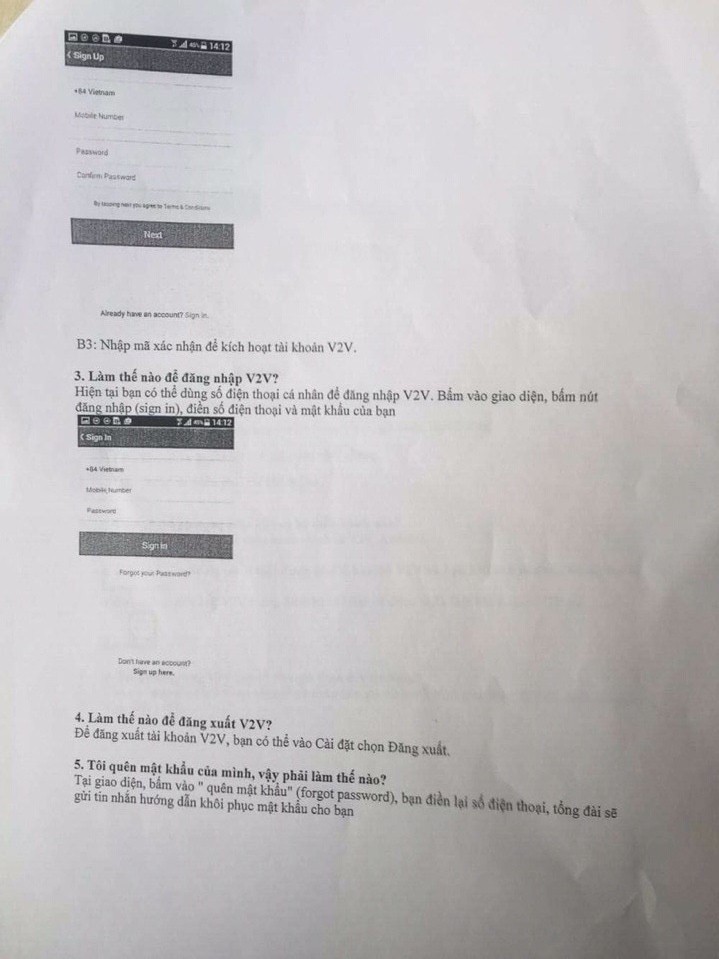 45% 14:12
Sign Up
+84 Vietnam
Mobile Number
Password
Confirm Password
By tapping next you agree to Terms & Conditions
Next
Already have an account? Sign in.
B3: Nhập mã xác nhận để kích hoạt tài khoản V2V.
3. Làm thế nào để đăng nhập V2V?
Hiện tại bạn có thể dùng số điện thoại cá nhân để đăng nhập V2V. Bấm vào giao diện, bấm nút
đăng nhập (sign in), điền số điện thoại và mật khẩu của bạn
45% 14:12
Sign In
+84 Vietnam
Mobile Number
Password
Sign In
Forgot your Password?
Don't have an account?
Sign up here.
4. Làm thế nào để đăng xuất V2V?
Để đăng xuất tài khoản V2V, bạn có thể vào Cài đặt chọn Đăng xuất.
5. Tôi quên mật khẩu của mình, vậy phải làm thế nào?
Tại giao diện, bấm vào " quên mật khẩu" (forgot password), bạn điền lại số điện thoại, tổng đài sẽ
gửi tin nhắn hướng dẫn khôi phục mật khẩu cho bạn